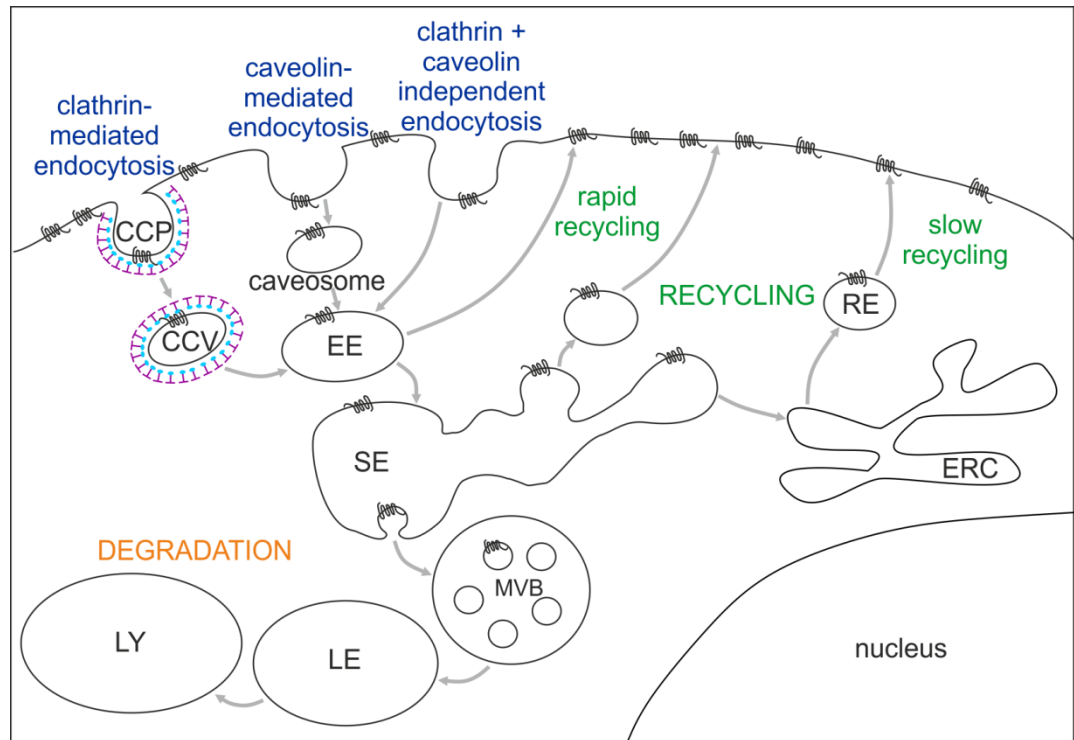 clathrin-
mediated
endocytosis
caveolin-
mediated
endocytosis
clathrin +
caveolin
independent
endocytosis
CCP
caveosome
CCV
EE
rapid
recycling
RECYCLING
slow
recycling
RE
SE
ERC
DEGRADATION
MVB
LY
LE
nucleus